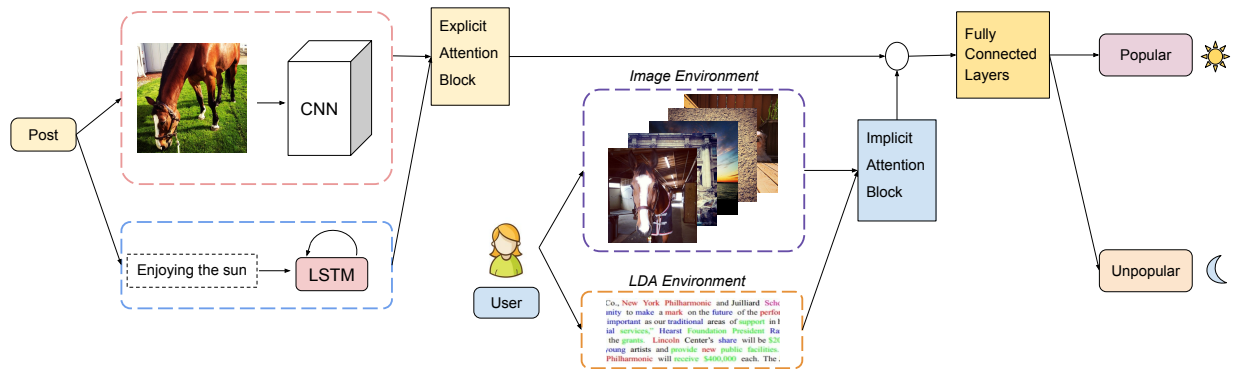 Post
CNN
Enjoying the sun
LSTM
Explicit
Attention
Block
Image Environment
User
LDA Environment
Co., New York Philharmonic and Juilliard
to make a mark on the future of the
important as our traditional areas of support in
services," Hearst Foundation President
the grants. Lincoln Center's share will be
young artists and provide new public facilities.
Philharmonic will receive $400,000 each. The
Implicit
Attention
Block
Fully
Connected
Layers
Popular
Unpopular